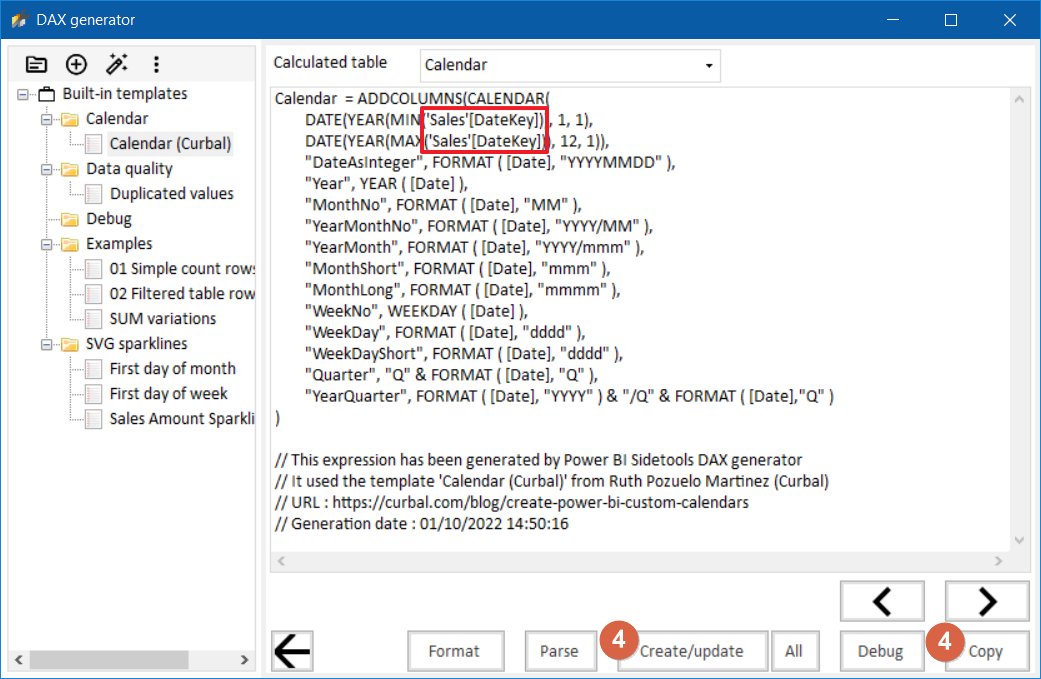 DAX generator
Built-in templates
Calendar
Calendar (Curbal)
Data quality
Duplicated values
Debug
Examples
01 Simple count rows
02 Filtered table row
SUM variations
SVG sparklines
First day of month
First day of week
Sales Amount Sparkli
Calculated table
Calendar
Calendar = ADDCOLUMNS(CALENDAR(
DATE(YEAR(MIN('Sales'[DateKey])), 1, 1),
DATE(YEAR(MAX('Sales'[DateKey])), 12, 1)),
"DateAsInteger", FORMAT ( [Date], "YYYYMMDD" ),
"Year", YEAR ( [Date] ),
"MonthNo", FORMAT ( [Date], "MM" ),
"YearMonthNo", FORMAT ( [Date], "YYYY/MM" ),
"YearMonth", FORMAT ( [Date], "YYYY/mmm" ),
"MonthShort", FORMAT ( [Date], "mmm" ),
"MonthLong", FORMAT ( [Date], "mmmm" ),
"WeekNo", WEEKDAY ( [Date] ),
"WeekDay", FORMAT ( [Date], "dddd" ),
"WeekDayShort", FORMAT ( [Date], "dddd" ),
"Quarter", "Q" & FORMAT ( [Date], "Q" ),
"YearQuarter", FORMAT ( [Date], "YYYY" ) & "/Q" & FORMAT ( [Date],"Q" )
)
// This expression has been generated by Power BI Sidetools DAX generator
// It used the template 'Calendar (Curbal)' from Ruth Pozuelo Martinez (Curbal)
// URL : https://curbal.com/blog/create-power-bi-custom-calendars
// Generation date : 01/10/2022 14:50:16
Format
Parse
4
Create/update
All
Debug
4
Copy